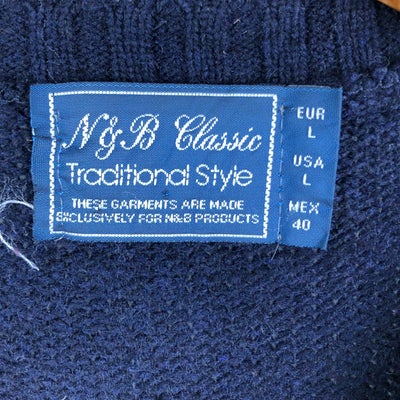 N&B Classic
Traditional Style
THESE GARMENTS ARE MADE
EXCLUSIVELY FOR N&B PRODUCTS
EUR
L
USA
L
MEX
40